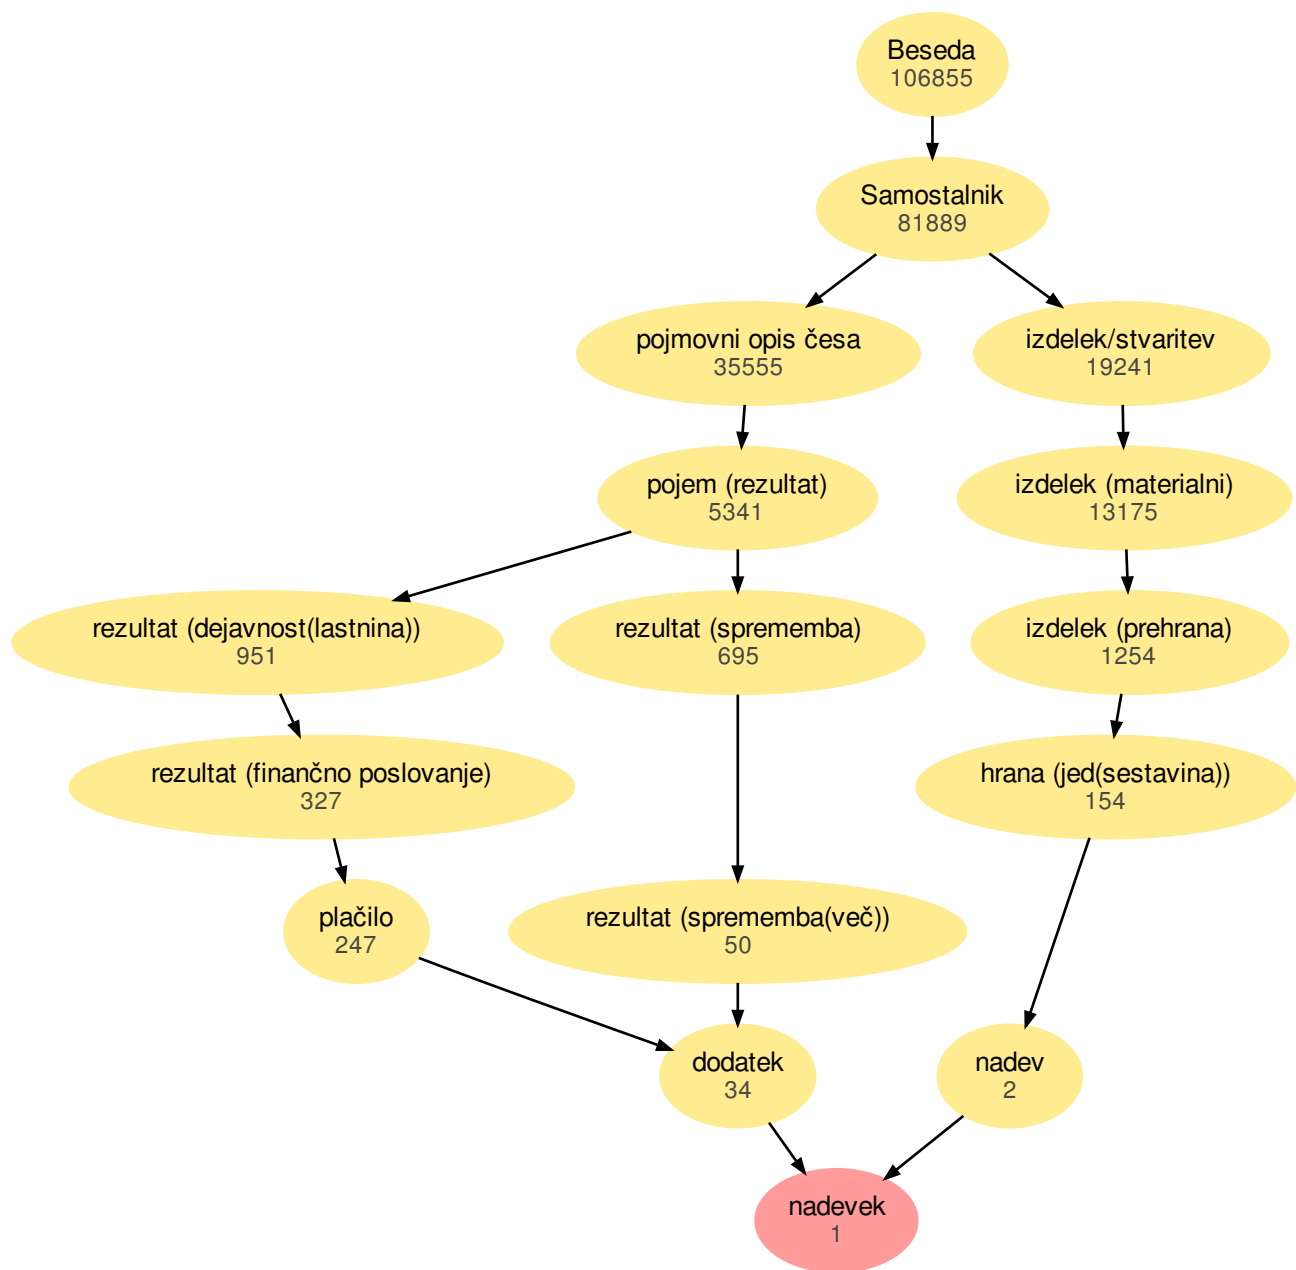 Beseda
106855
Samostalnik
81889
pojmovni opis česa
35555
izdelek/stvaritev
19241
pojem (rezultat)
5341
izdelek (materialni)
13175
rezultat (dejavnost(lastnina))
951
rezultat (sprememba)
695
izdelek (prehrana)
1254
rezultat (finančno poslovanje)
327
hrana (jed(sestavina))
154
plačilo
247
rezultat (sprememba(več))
50
dodatek
34
nadev
2
nadevek
1